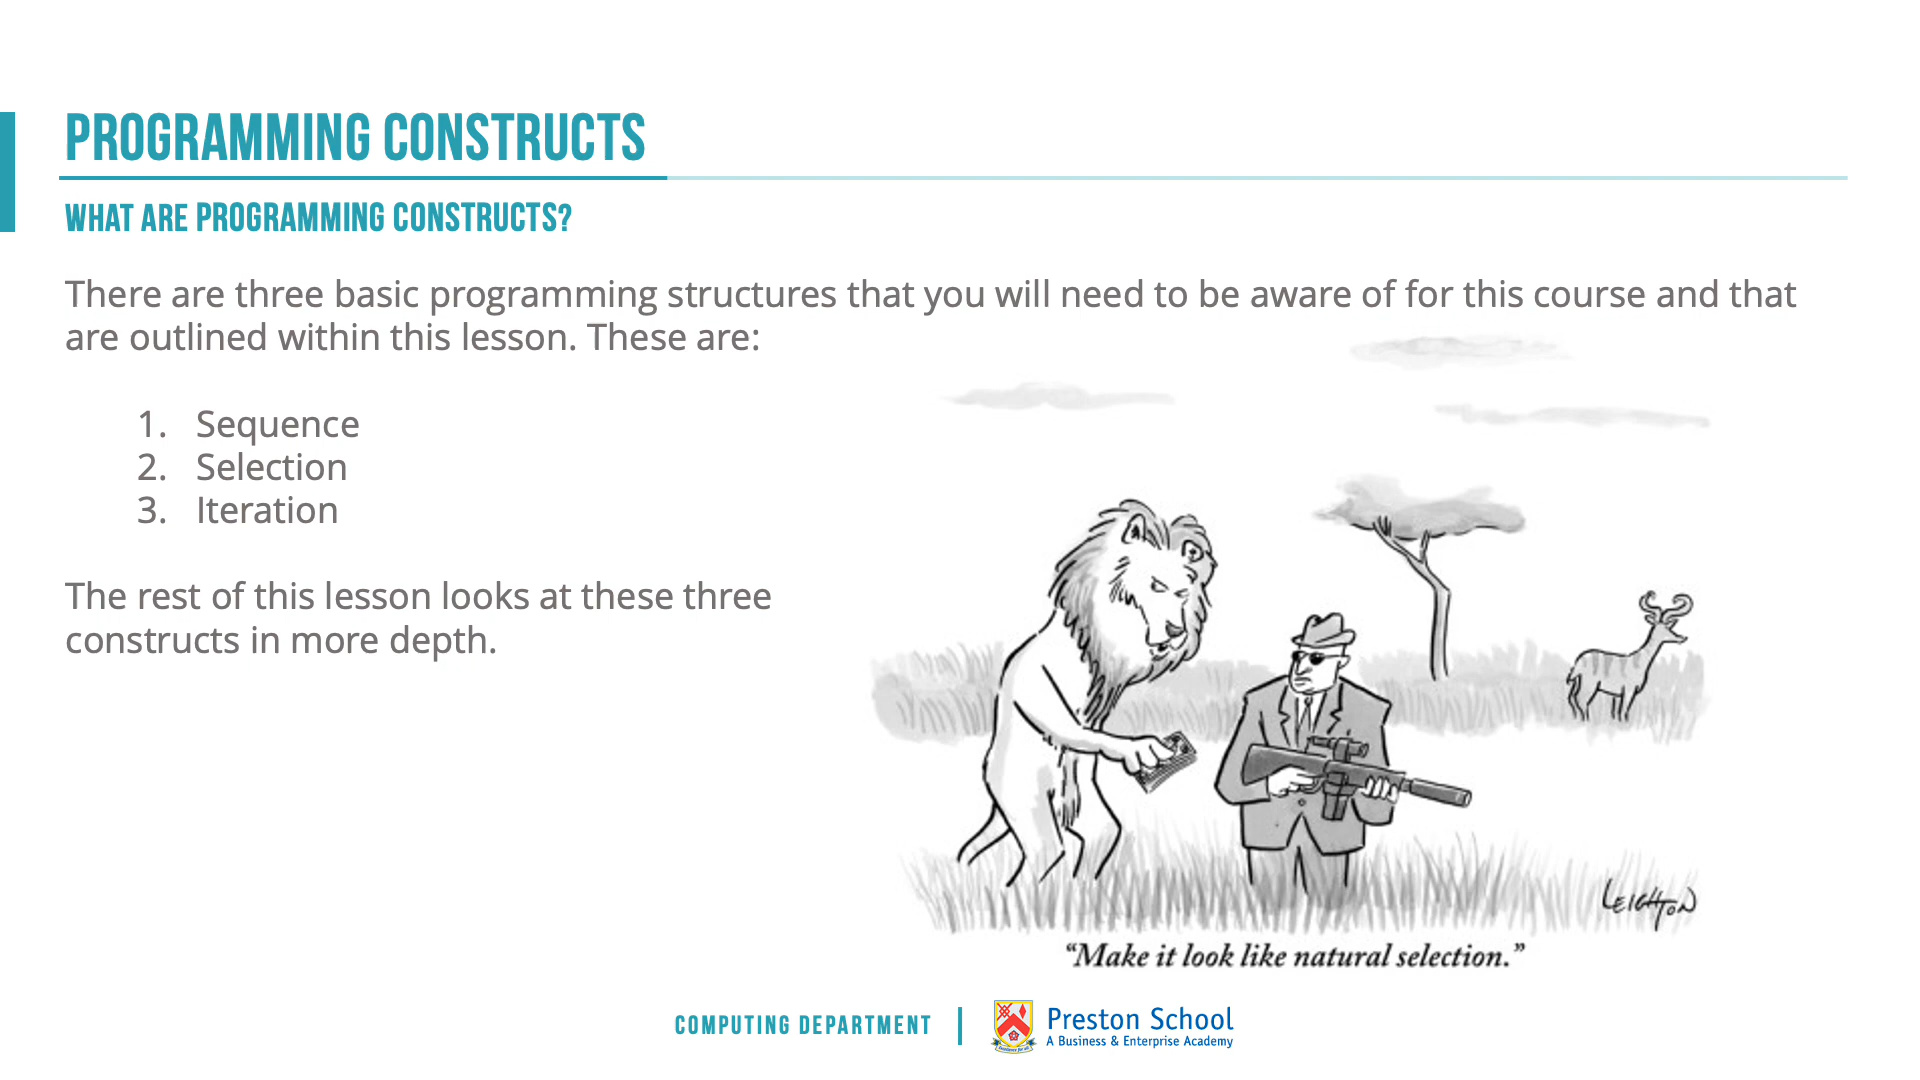 PROGRAMMING CONSTRUCTS
WHAT ARE PROGRAMMING CONSTRUCTS?
There are three basic programming structures that you will need to be aware of for this course and that
are outlined within this lesson. These are:
1. Sequence
2. Selection
3. Iteration
The rest of this lesson looks at these three
constructs in more depth.
LEIGHTON
“Make it look like natural selection.”
COMPUTING DEPARTMENT
Preston School
A Business & Enterprise Academy